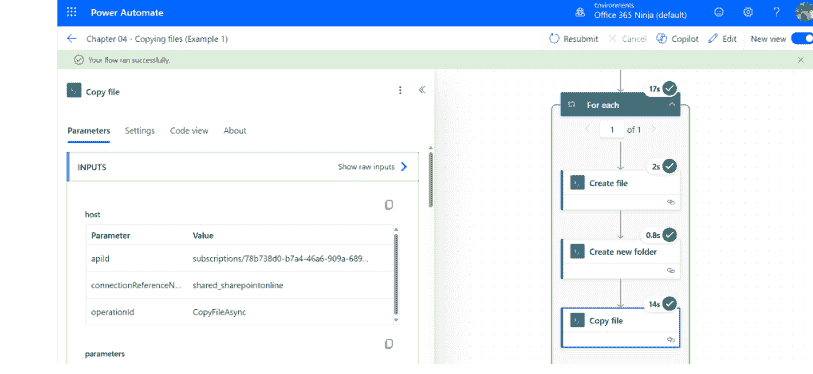 Environments
Power Automate
Office 365 Ninja (default)
Chapter 04 - Copying files (Example 1)
Resubmit
Cancel
Copilot
Edit
New view
Your flow ran successfully.
Copy file
Parameters
Settings
Code view
About
INPUTS
Show raw inputs
host
Parameter
Value
apiId
subscriptions/78b738d0-b7a4-46a6-909a-689...
connectionReferenceN...
shared_sharepointonline
operationId
CopyFileAsync
parameters
17s
For each
1 of 1
2s
Create file
0.8s
Create new folder
14s
Copy file